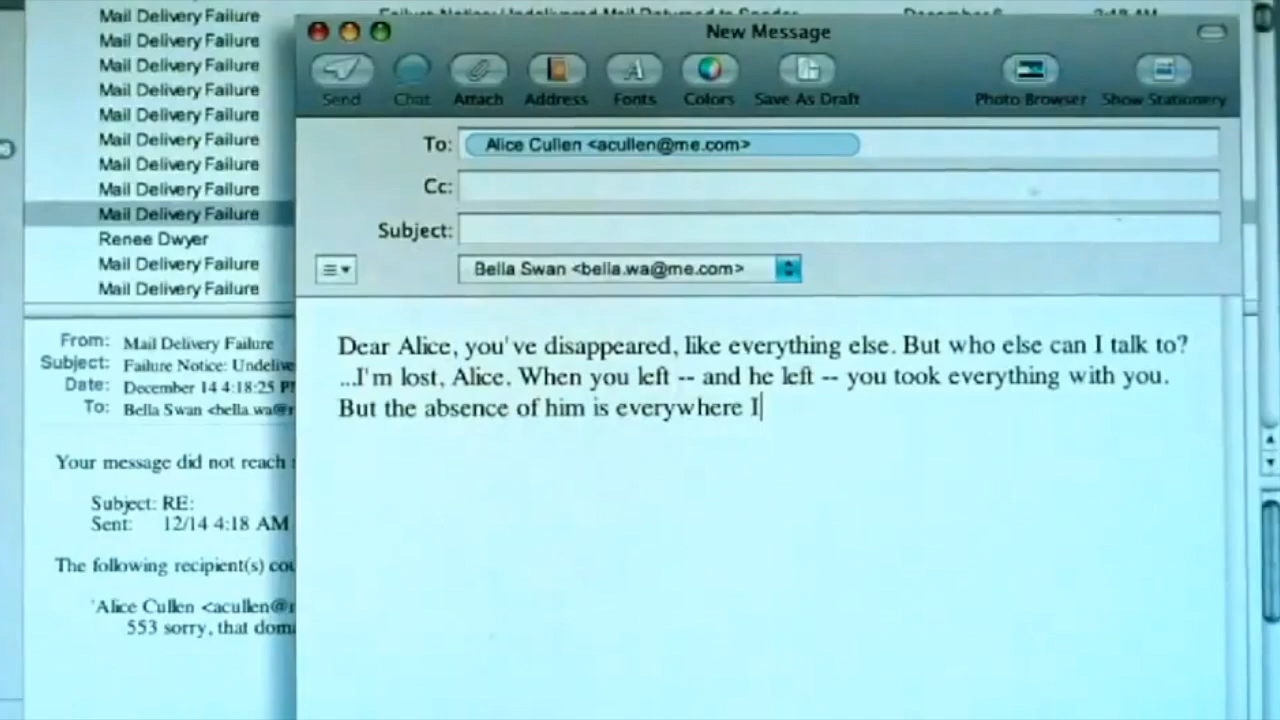 Mail Delivery Failure
Mail Delivery Failure
Mail Delivery Failure
Mail Delivery Failure
Mail Delivery Failure
Mail Delivery Failure
Mail Delivery Failure
Mail Delivery Failure
Mail Delivery Failure
Renee Dwyer
Mail Delivery Failure
Mail Delivery Failure
From: Mail Delivery Failure
Subject: Failure Notice: Undelive
Date: December 14 4:18:25 P
To: Bella Swan <bella.wa@
Your message did not reach
Subject: RE:
Sent: 12/14 4:18 AM
The following recipient(s) cou
'Alice Cullen <acullen@
553 sorry, that doma
New Message
Send Chat Attach Address Fonts Colors Save As Draft Photo Browser Show Stationery
To: Alice Cullen <acullen@me.com>
Cc:
Subject:
Bella Swan <bella.wa@me.com>
Dear Alice, you've disappeared, like everything else. But who else can I talk to?
...I'm lost, Alice. When you left -- and he left -- you took everything with you.
But the absence of him is everywhere I